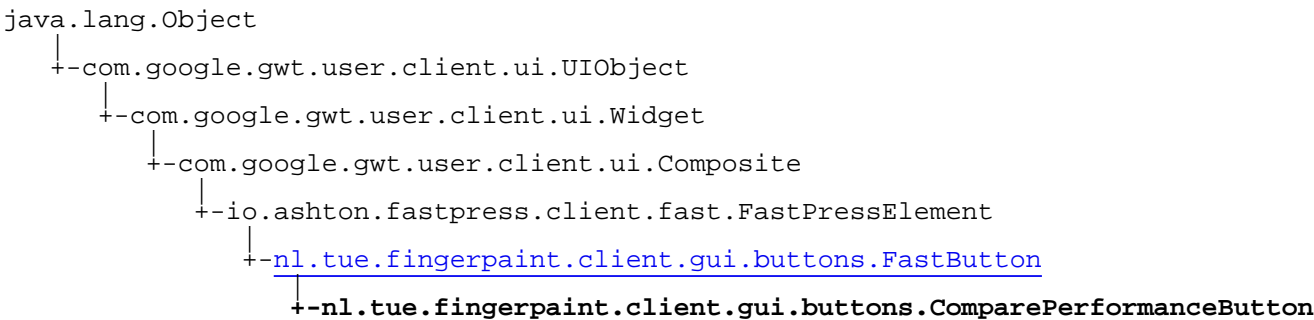 java.lang.Object
+-com.google.gwt.user.client.ui.UIObject
+-com.google.gwt.user.client.ui.Widget
+-com.google.gwt.user.client.ui.Composite
+-io.ashton.fastpress.client.fast.FastPressElement
+-nl.tue.fingerpaint.client.gui.buttons.FastButton
+-nl.tue.fingerpaint.client.gui.buttons.ComparePerformanceButton